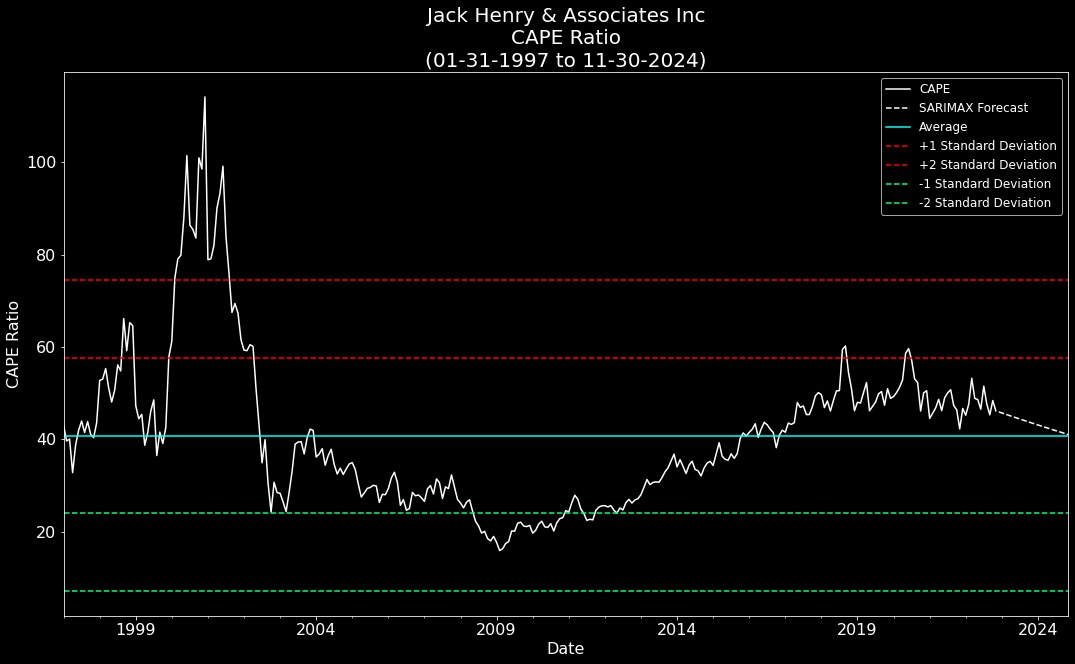 Jack Henry & Associates Inc
CAPE Ratio
(01-31-1997 to 11-30-2024)
CAPE
SARIMAX Forecast
Average
+1 Standard Deviation
+2 Standard Deviation
-1 Standard Deviation
-2 Standard Deviation
CAPE Ratio
100
80
60
40
20
1999
2004
2009
2014
2019
2024
Date